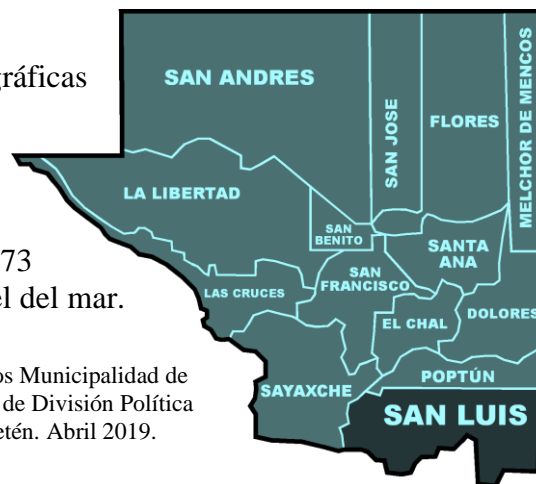 gráficas
73
el del mar.
os Municipalidad de
de División Política
etén. Abril 2019.
SAN ANDRES
SAN JOSE
FLORES
MELCHOR DE MENCOS
LA LIBERTAD
SAN
BENITO
SANTA
ANA
SAN
FRANCISCO
LAS CRUCES
EL CHAL
DOLORES
SAYAXCHE
POPTÚN
SAN LUIS